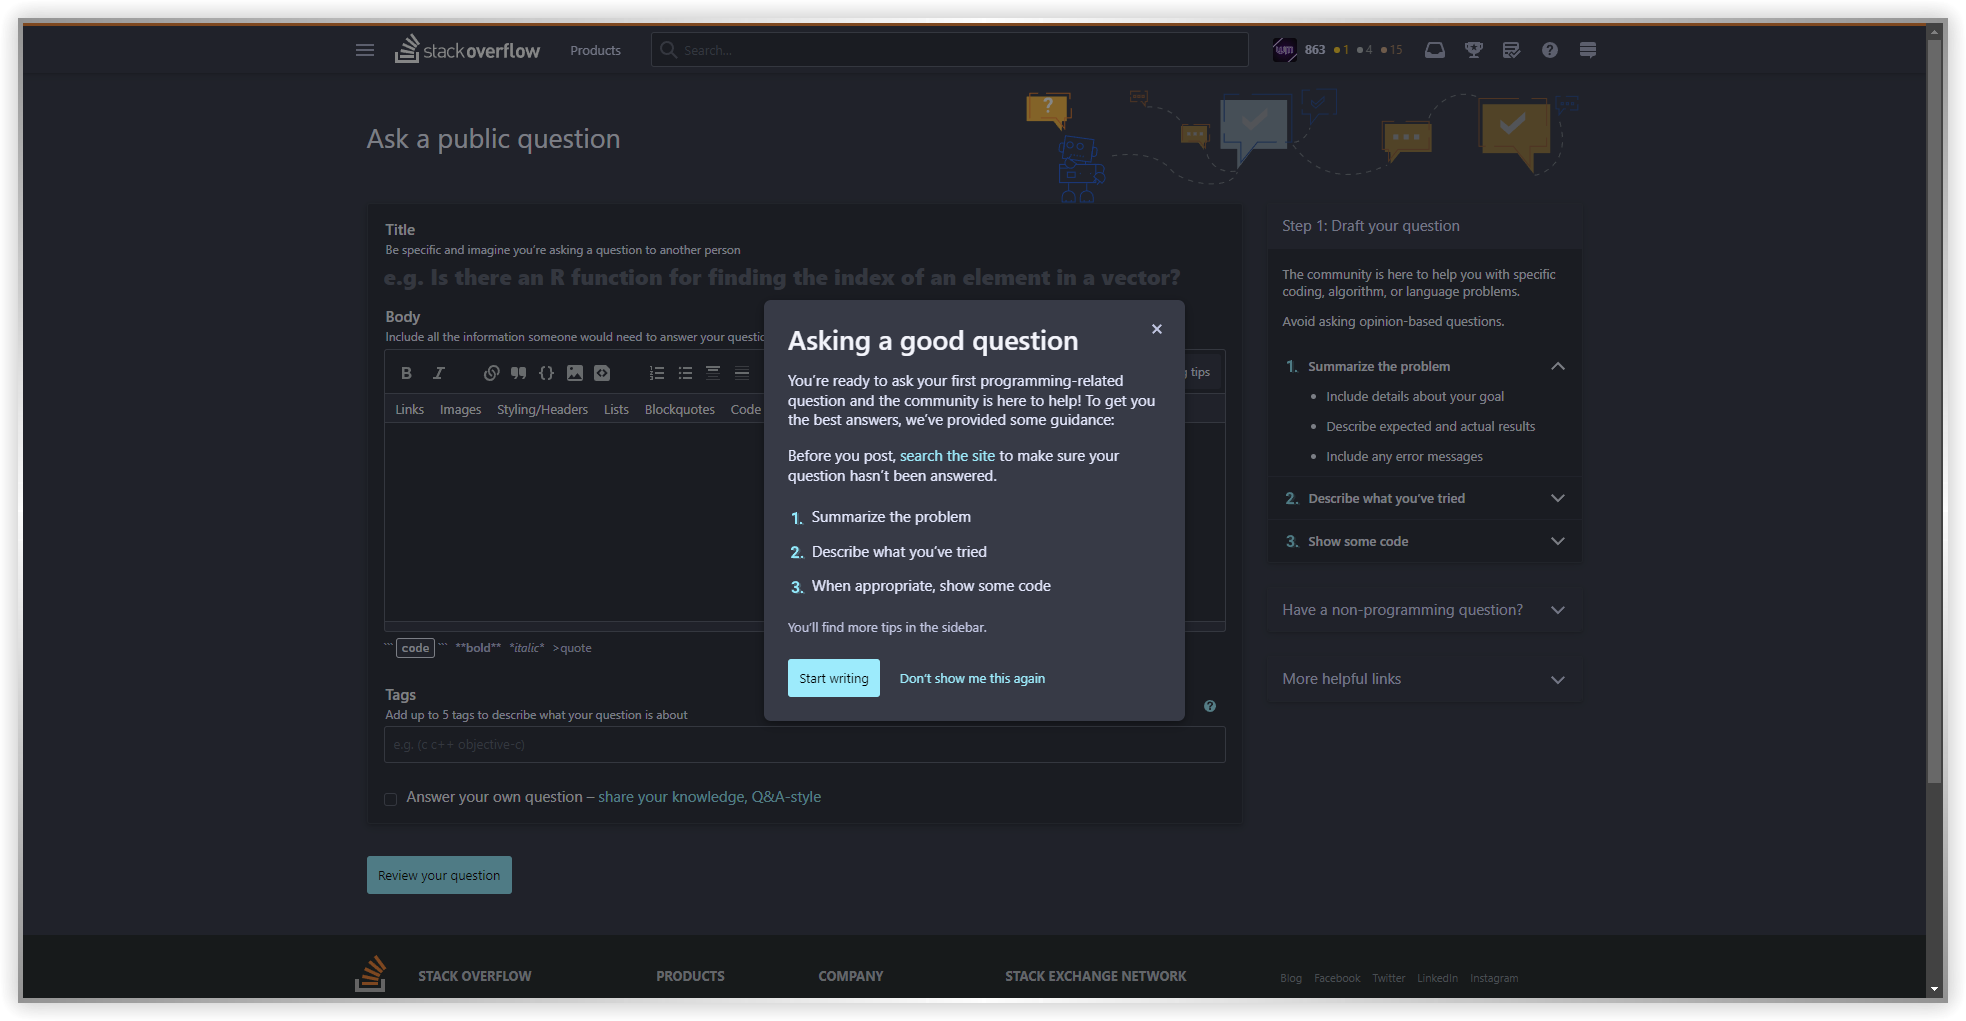 stackoverflow Products Search... 863 1 4 15
Ask a public question
Title
Be specific and imagine you’re asking a question to another person
e.g. Is there an R function for finding the index of an element in a vector?
Body
Include all the information someone would need to answer your
B I tips
Links Images Styling/Headers Lists Blockquotes Code
``` code ``` **bold** *italic* >quote
Tags
Add up to 5 tags to describe what your question is about
e.g. (c c++ objective-c)
Answer your own question – share your knowledge, Q&A-style
Review your question
Asking a good question
You’re ready to ask your first programming-related
question and the community is here to help! To get you
the best answers, we’ve provided some guidance:
Before you post, search the site to make sure your
question hasn’t been answered.
1. Summarize the problem
2. Describe what you’ve tried
3. When appropriate, show some code
You’ll find more tips in the sidebar.
Start writing Don’t show me this again
Step 1: Draft your question
The community is here to help you with specific
coding, algorithm, or language problems.
Avoid asking opinion-based questions.
1. Summarize the problem
Include details about your goal
Describe expected and actual results
Include any error messages
2. Describe what you’ve tried
3. Show some code
Have a non-programming question?
More helpful links
STACK OVERFLOW PRODUCTS COMPANY STACK EXCHANGE NETWORK Blog Facebook Twitter LinkedIn Instagram